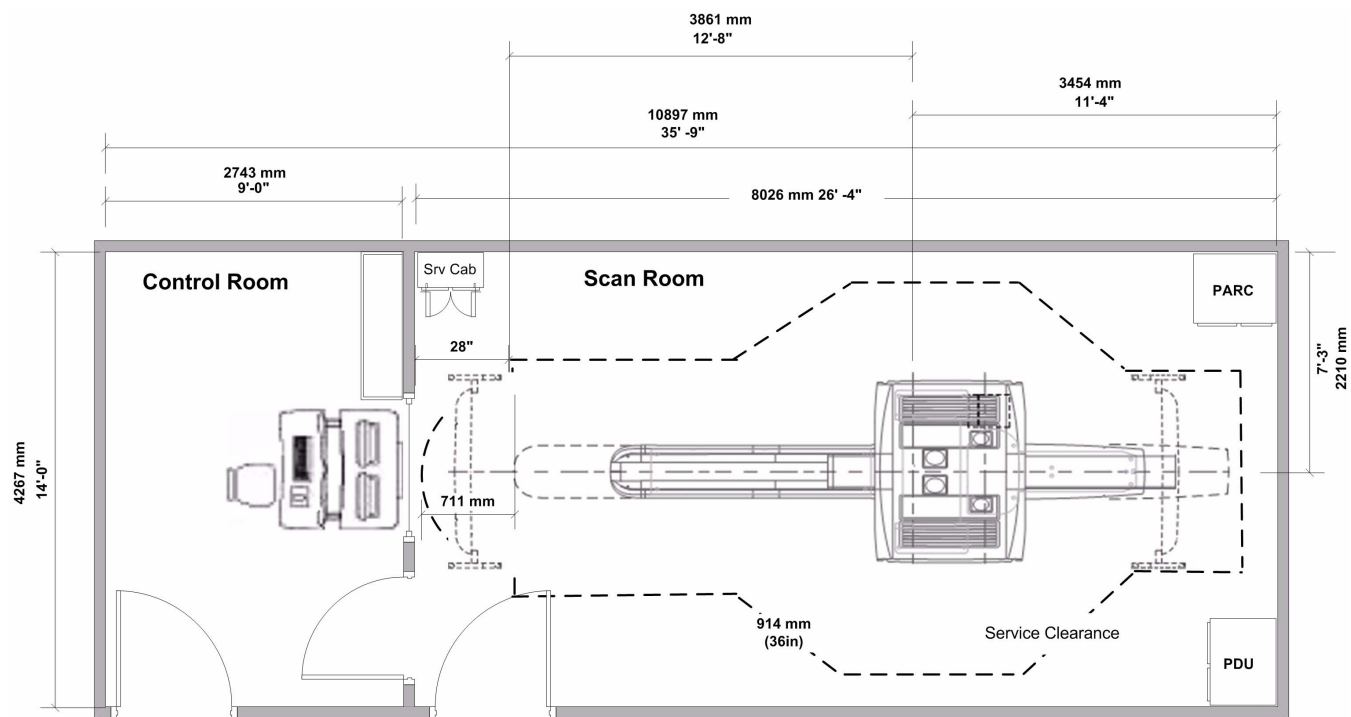 3861 mm
12'-8"
3454 mm
11'-4"
10897 mm
35' -9"
2743 mm
9'-0"
8026 mm 26' -4"
Control Room
Srv Cab
Scan Room
PARC
28"
7'-3"
2210 mm
4267 mm
14'-0"
711 mm
914 mm
(36in)
Service Clearance
PDU